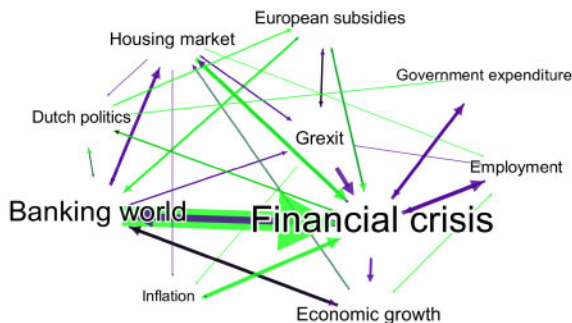 European subsidies
Housing market
Government expenditure
Dutch politics
Grexit
Employment
Banking world
Financial crisis
Inflation
Economic growth